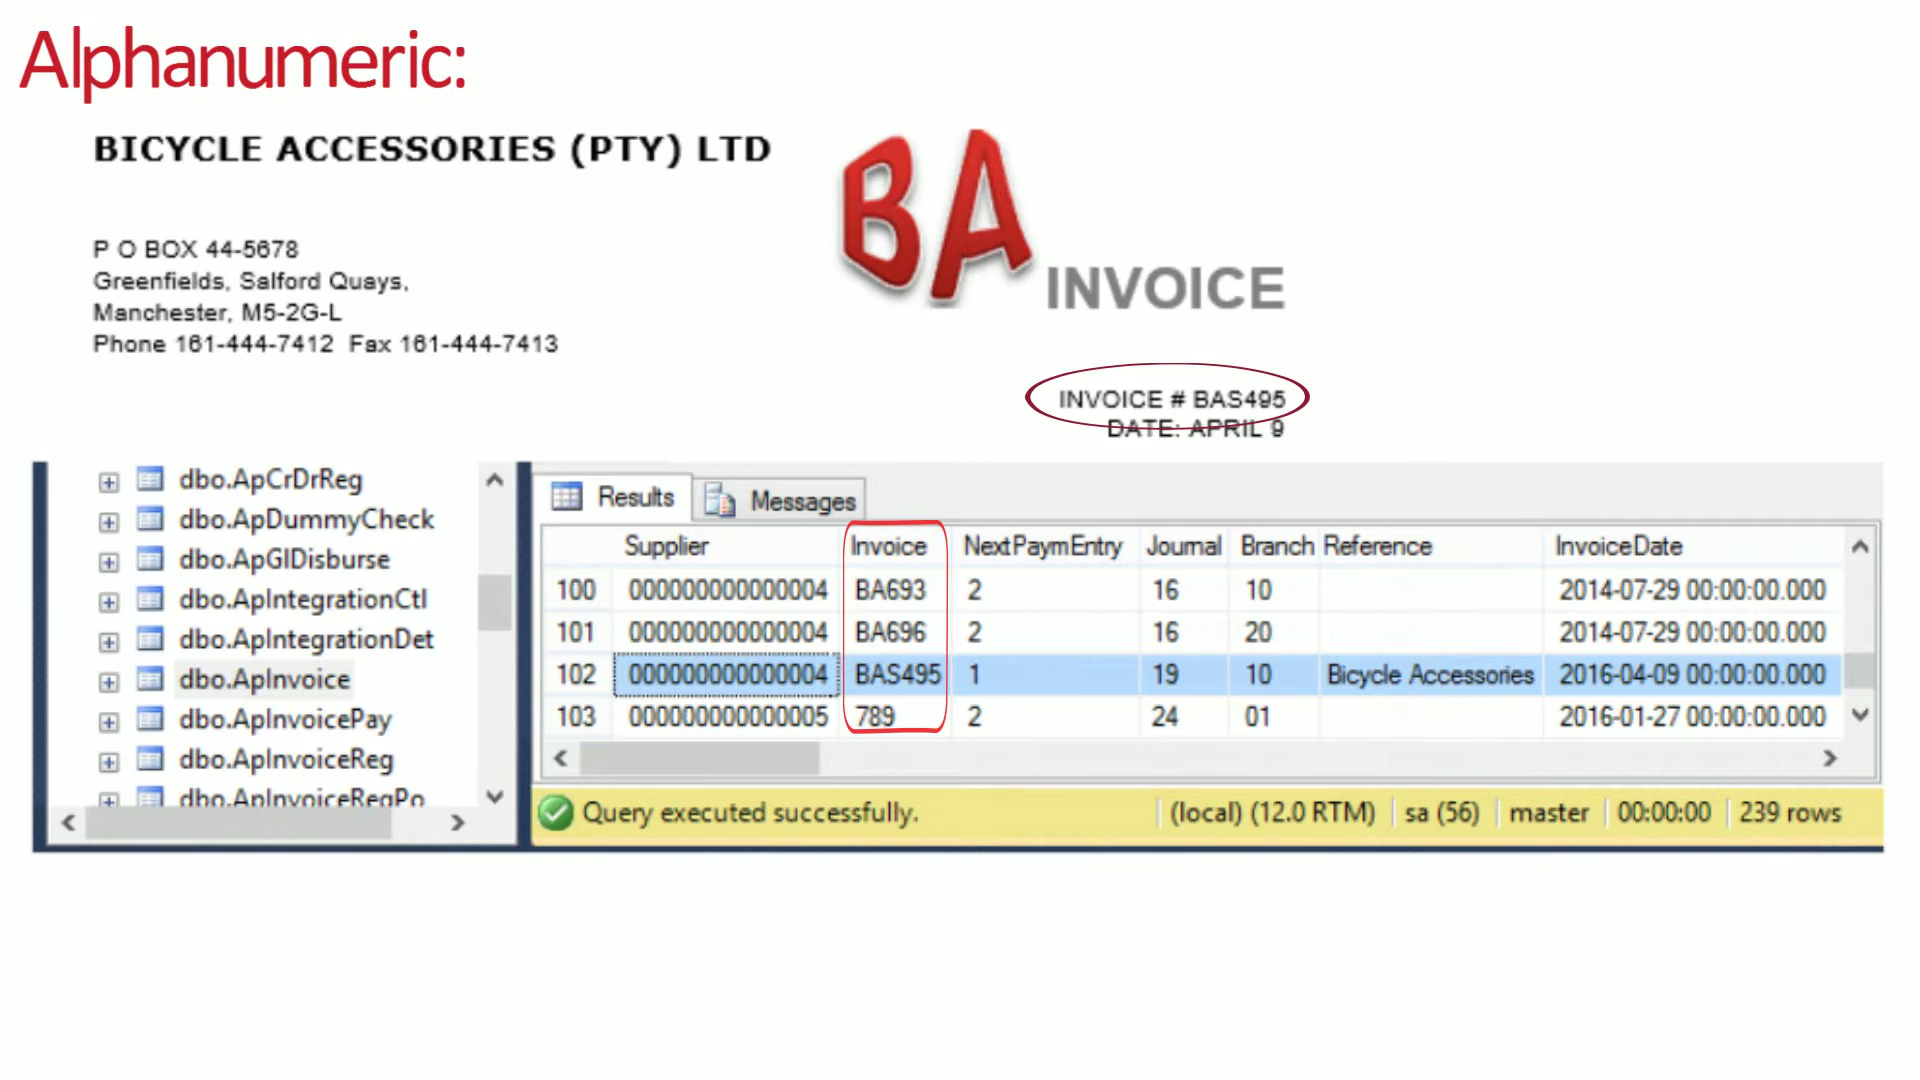 Alphanumeric:
BICYCLE ACCESSORIES (PTY) LTD
BA
INVOICE
P O BOX 44-5678
Greenfields, Salford Quays,
Manchester, M5-2G-L
Phone 161-444-7412 Fax 161-444-7413
INVOICE # BAS495
DATE: APRIL 9
dbo.ApCrDrReg
dbo.ApDummyCheck
dbo.ApGlDisburse
dbo.ApIntegrationCtl
dbo.ApIntegrationDet
dbo.ApInvoice
dbo.ApInvoicePay
dbo.ApInvoiceReg
dbo.ApInvoiceRegPo
Results Messages
Supplier Invoice NextPaymEntry Journal Branch Reference InvoiceDate
100 000000000000004 BA693 2 16 10 2014-07-29 00:00:00.000
101 000000000000004 BA696 2 16 20 2014-07-29 00:00:00.000
102 000000000000004 BAS495 1 19 10 Bicycle Accessories 2016-04-09 00:00:00.000
103 000000000000005 789 2 24 01 2016-01-27 00:00:00.000
Query executed successfully. (local) (12.0 RTM) sa (56) master 00:00:00 239 rows